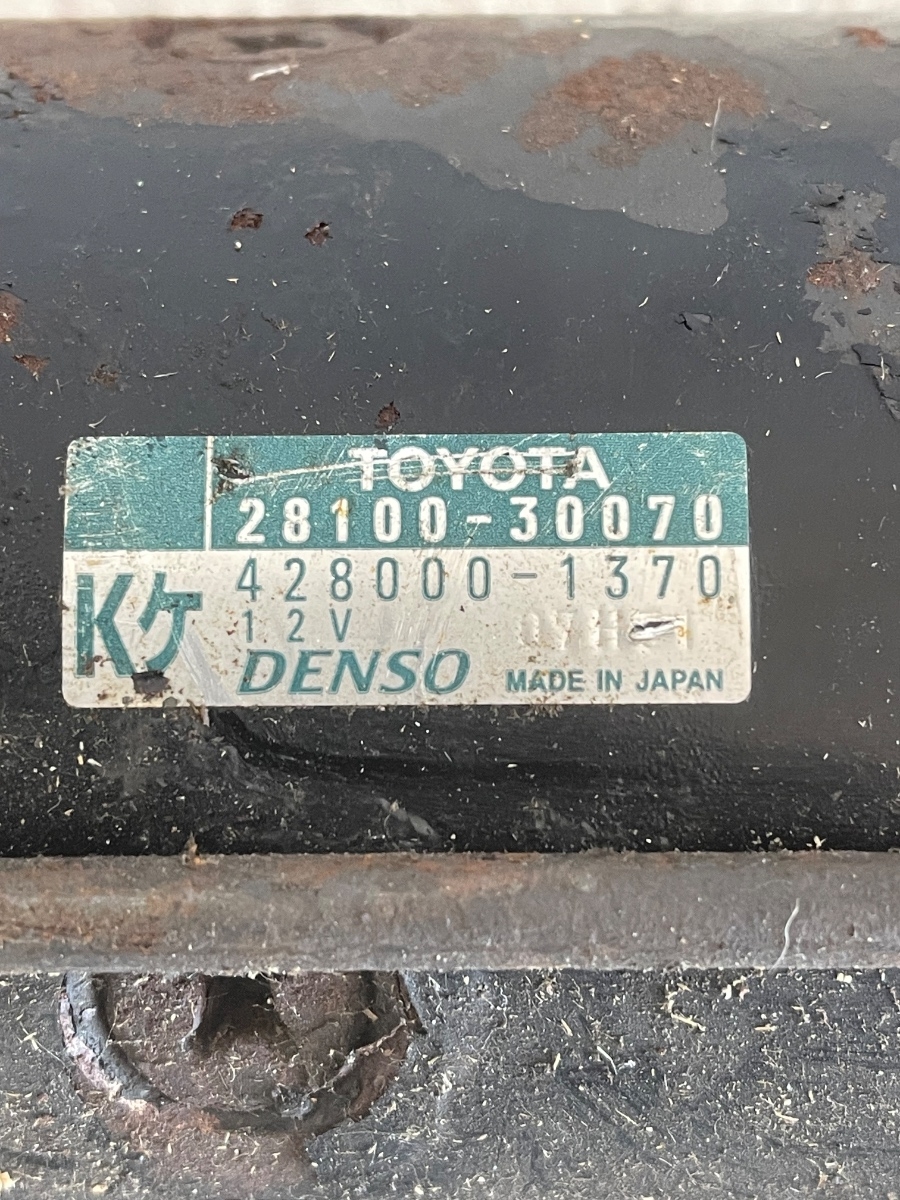 TOYOTA
28100-30070
428000-1370
Kケ
12V
DENSO
MADE IN JAPAN